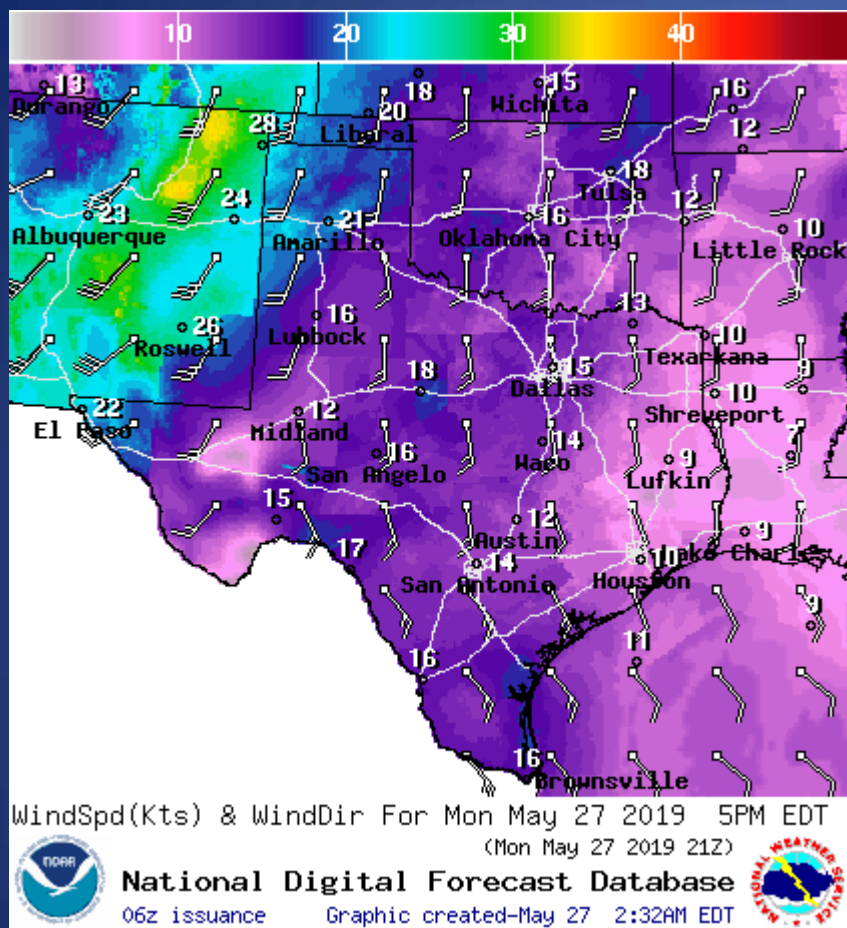 10 20 30 40
13 18 15 16
Durango 20 Wichita
28 Liberal 12
18
24 Tulsa
23 21 16 12 10
Albuquerque Amarillo Oklahoma City Little Rock
16 13
26 Lubbock 10
Roswell Texarkana
18 15 9
Dallas 10
22 12 Shreveport
El Paso Midland
16 14 7
San Angelo Waco 9
Lufkin
15 12 9
Austin Lake Charles
17 14 10
San Antonio Houston
9
11
16
16
Brownsville
WindSpd(Kts) & WindDir For Mon May 27 2019 5PM EDT
(Mon May 27 2019 21Z)
NOAA
National Digital Forecast Database
06z issuance Graphic created-May 27 2:32AM EDT
NATIONAL WEATHER SERVICE